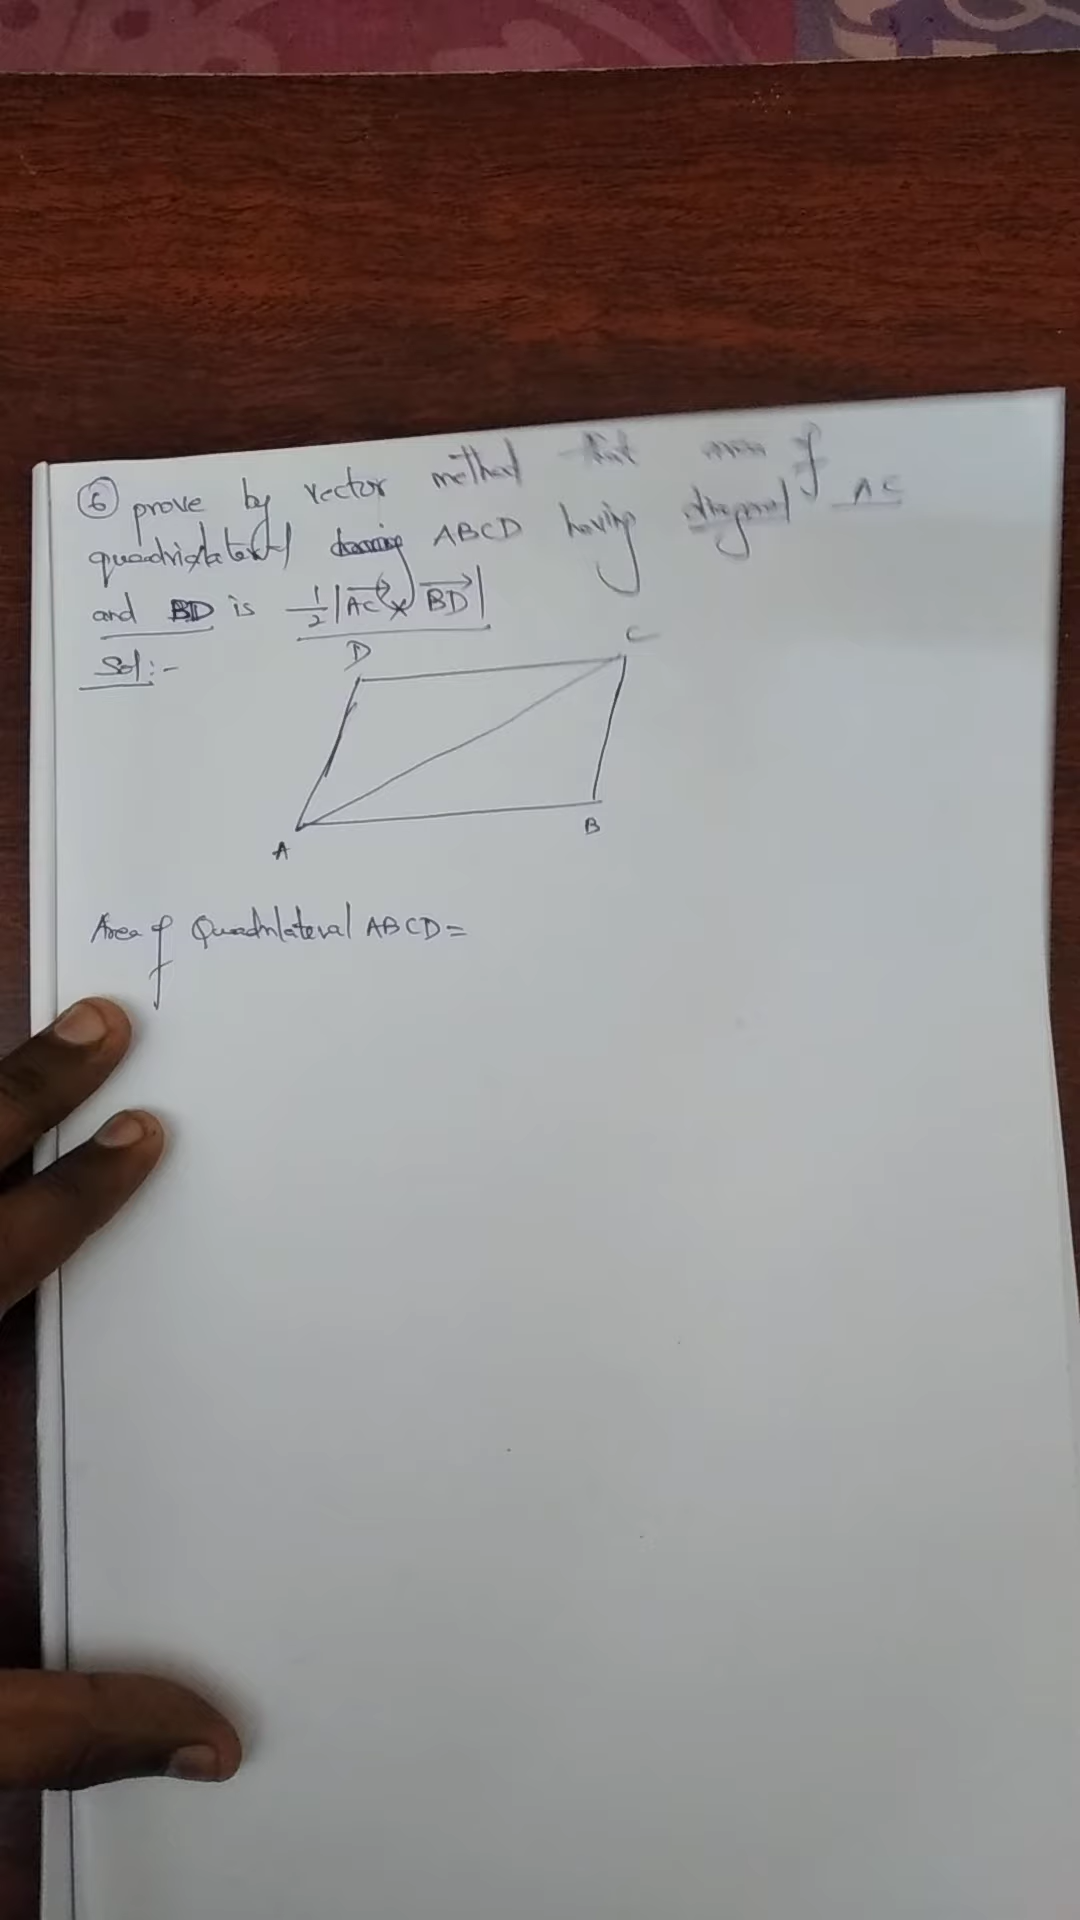 6 prove by vector method that area of
quadrilateral ABCD having diagonal AC
and BD is 1/2 |AC × BD|
Sol:-
D C
A B
Area of Quadrilateral ABCD =